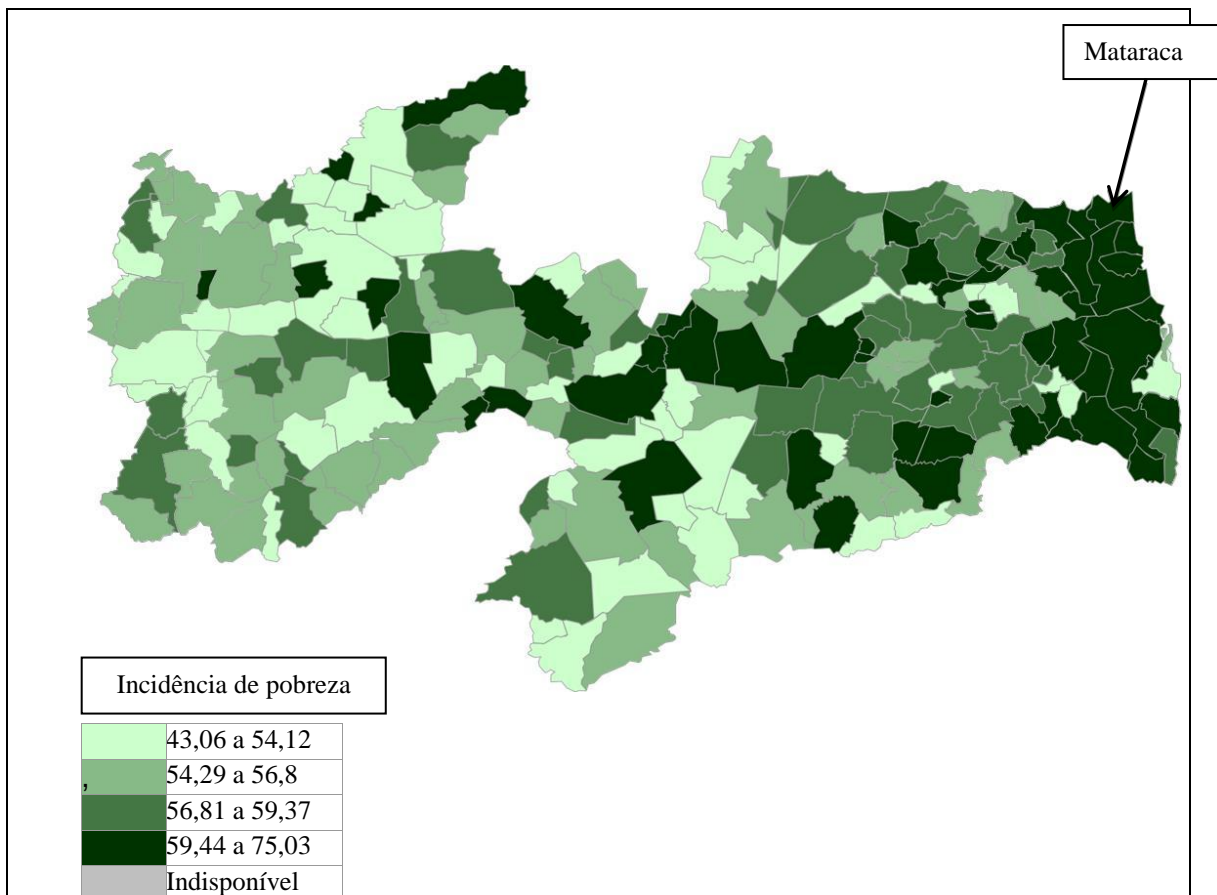 Mataraca
Incidência de pobreza
43,06 a 54,12
, 54,29 a 56,8
56,81 a 59,37
59,44 a 75,03
Indisponível